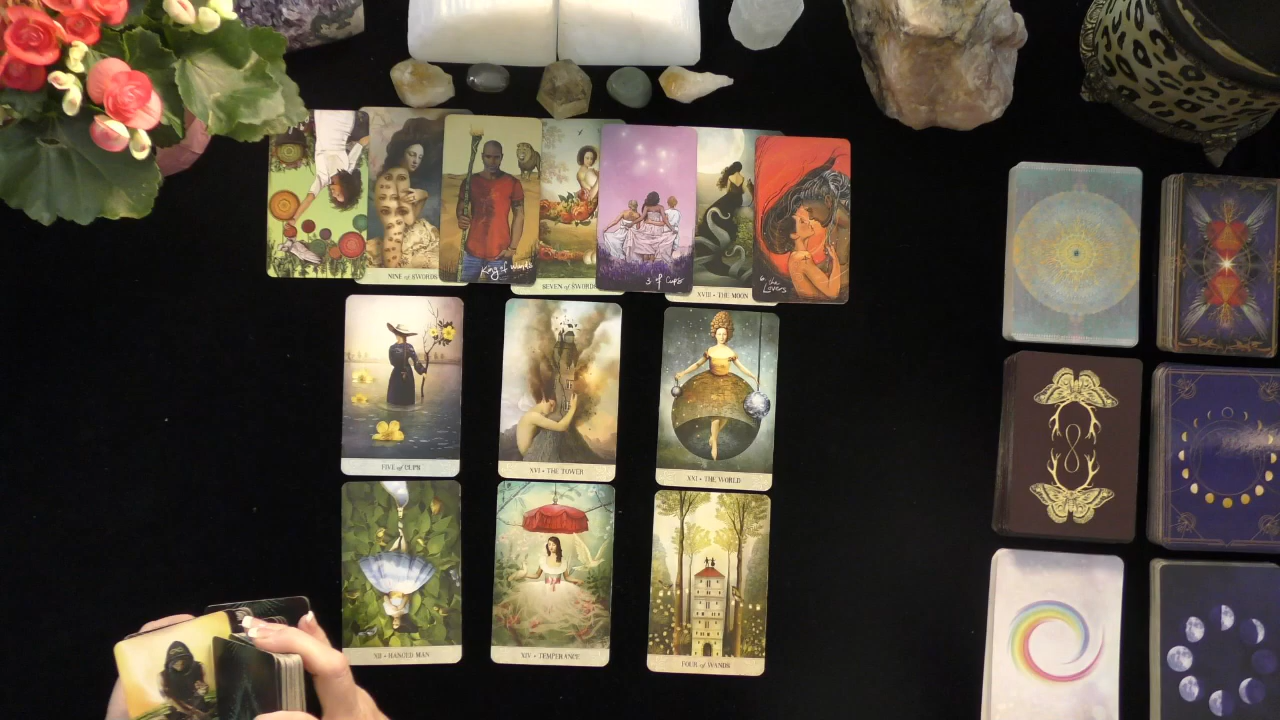 NINE of SWORDS
King of Wands
SEVEN of SWORDS
3 of Cups
XVIII • THE MOON
6. the
Lovers
FIVE of CUPS
XVI • THE TOWER
XXI • THE WORLD
XII • HANGED MAN
XIV • TEMPERANCE
FOUR of WANDS